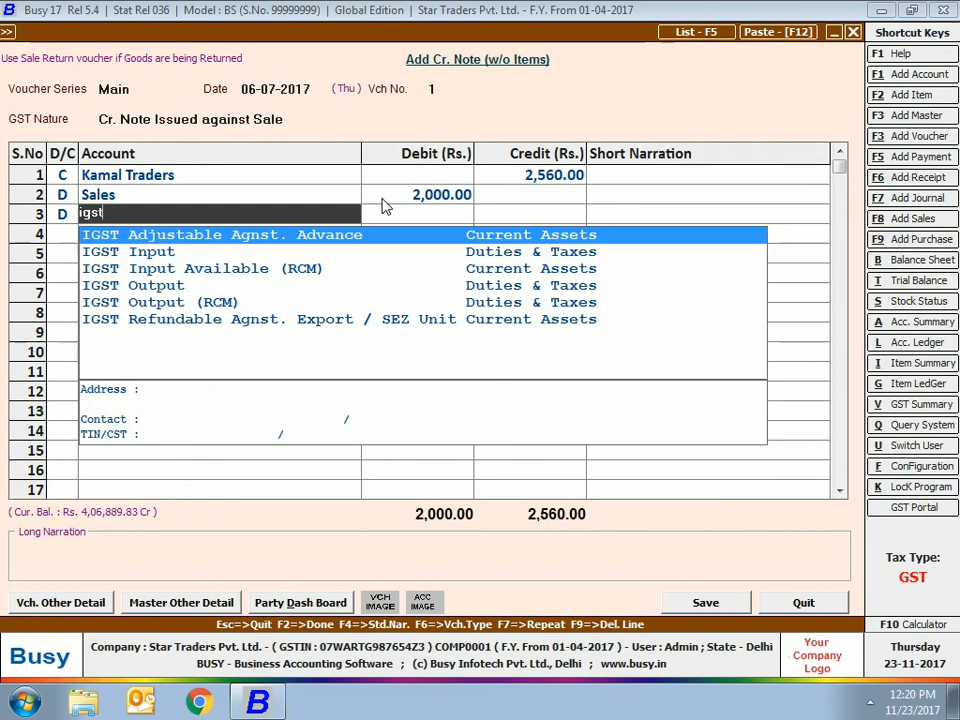 Busy 17 Rel 5.4 | Stat Rel 036 | Model : BS (S.No. 99999999) | Global Edition | Star Traders Pvt. Ltd. - F.Y. From 01-04-2017
>> List - F5 Paste - [F12] Shortcut Keys
Use Sale Return voucher if Goods are being Returned
Add Cr. Note (w/o Items)
Voucher Series Main Date 06-07-2017 (Thu) Vch No. 1
GST Nature Cr. Note Issued against Sale
S.No D/C Account Debit (Rs.) Credit (Rs.) Short Narration
1 C Kamal Traders 2,560.00
2 D Sales 2,000.00
3 D igst
4 IGST Adjustable Agnst. Advance Current Assets
5 IGST Input Duties & Taxes
6 IGST Input Available (RCM) Current Assets
7 IGST Output Duties & Taxes
8 IGST Output (RCM) Duties & Taxes
9 IGST Refundable Agnst. Export / SEZ Unit Current Assets
10
11
12 Address :
13 Contact : /
14 TIN/CST : /
15
16
17
( Cur. Bal. : Rs. 4,06,889.83 Cr ) 2,000.00 2,560.00
Long Narration
Vch. Other Detail Master Other Detail Party Dash Board VCH IMAGE ACC IMAGE Save Quit
Esc=>Quit F2=>Done F4=>Std.Nar. F6=>Vch.Type F7=>Repeat F9=>Del. Line
Busy
Company : Star Traders Pvt. Ltd. - ( GSTIN : 07WARTG987654Z3 ) COMP0001 ( F.Y. From 01-04-2017 ) - User : Admin ; State - Delhi
BUSY - Business Accounting Software ; (c) Busy Infotech Pvt. Ltd., Delhi ; www.busy.in
Your Company Logo
F1 Help
F1 Add Account
F2 Add Item
F3 Add Master
F3 Add Voucher
F5 Add Payment
F6 Add Receipt
F7 Add Journal
F8 Add Sales
F9 Add Purchase
B Balance Sheet
T Trial Balance
S Stock Status
A Acc. Summary
L Acc. Ledger
I Item Summary
G Item LedGer
V GST Summary
Q Query System
U Switch User
F ConFiguration
K LocK Program
GST Portal
Tax Type:
GST
F10 Calculator
Thursday
23-11-2017
12:20 PM
11/23/2017